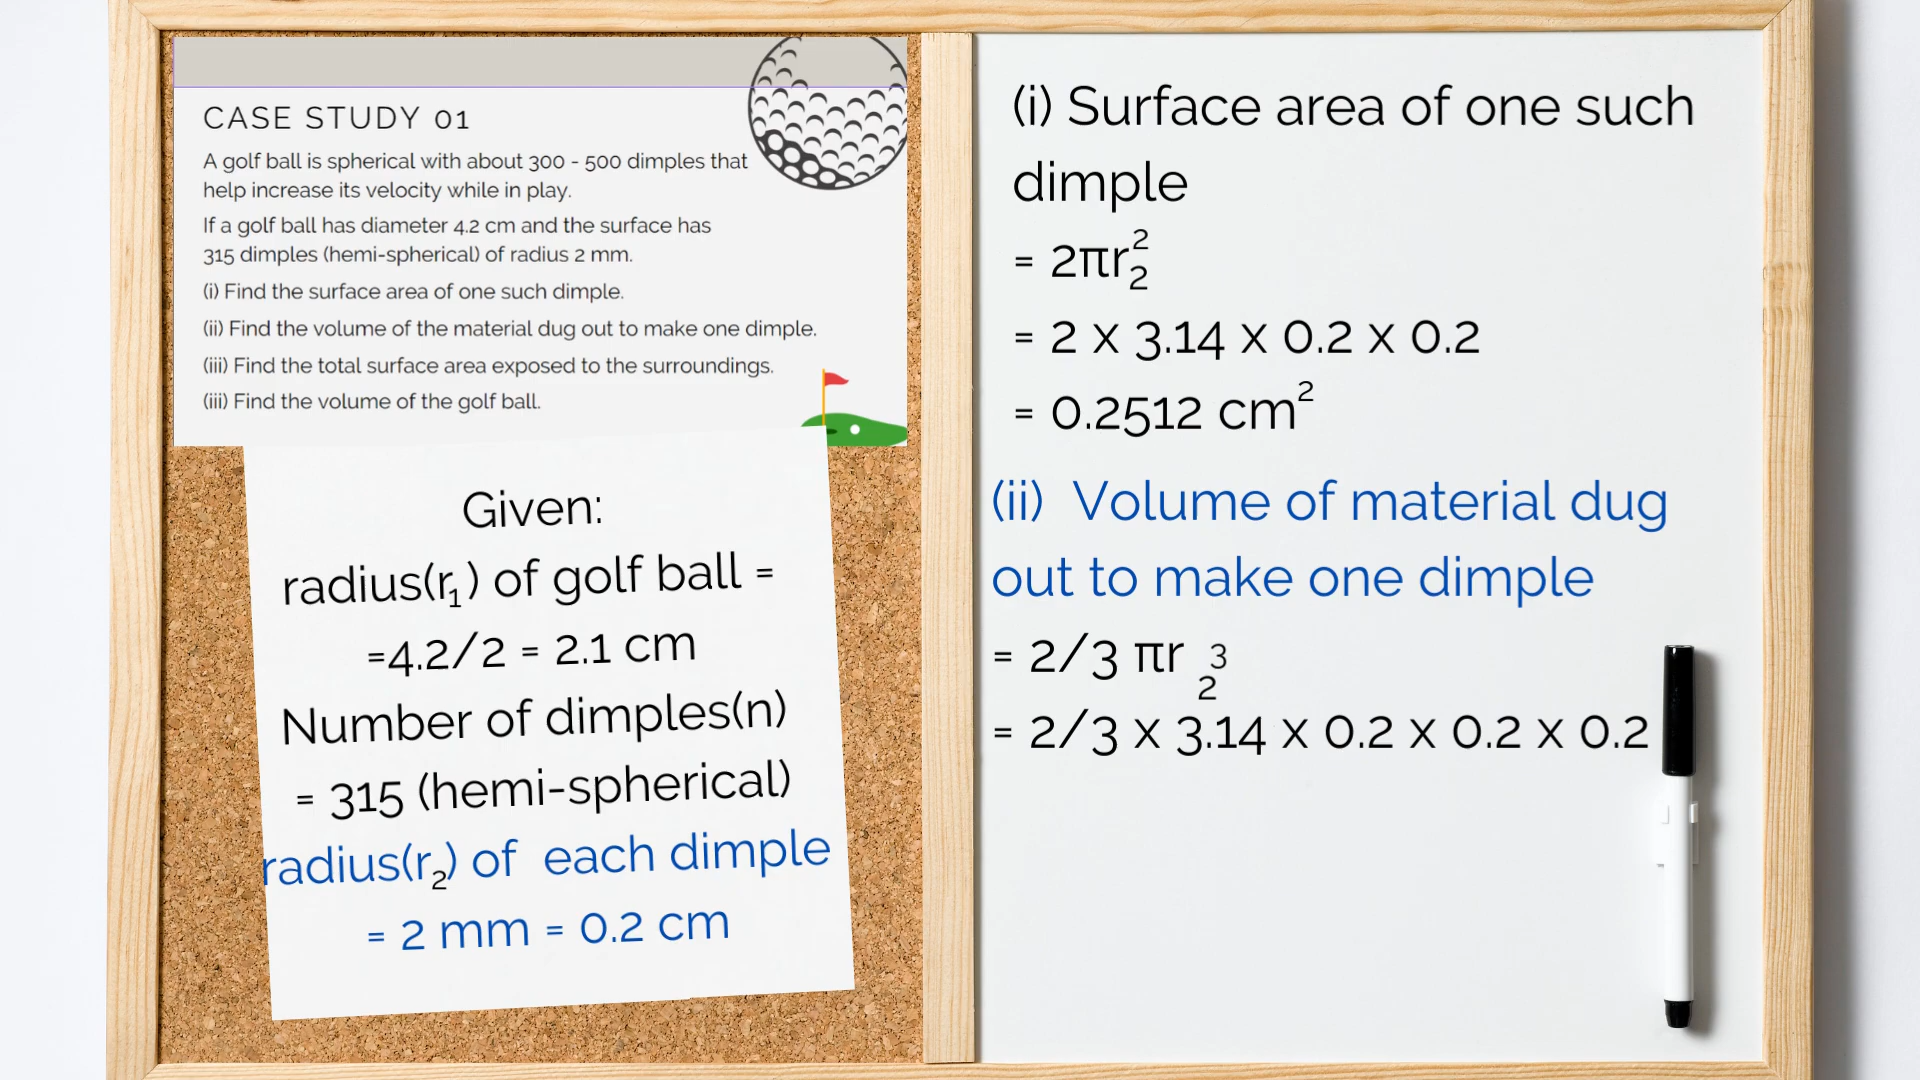 CASE STUDY 01
A golf ball is spherical with about 300 - 500 dimples that
help increase its velocity while in play.
If a golf ball has diameter 4.2 cm and the surface has
315 dimples (hemi-spherical) of radius 2 mm.
(i) Find the surface area of one such dimple.
(ii) Find the volume of the material dug out to make one dimple.
(iii) Find the total surface area exposed to the surroundings.
(iii) Find the volume of the golf ball.
Given:
radius(r₁) of golf ball =
=4.2/2 = 2.1 cm
Number of dimples(n)
= 315 (hemi-spherical)
radius(r₂) of each dimple
= 2 mm = 0.2 cm
(i) Surface area of one such
dimple
= 2πr₂²
= 2 x 3.14 x 0.2 x 0.2
= 0.2512 cm²
(ii) Volume of material dug
out to make one dimple
= 2/3 πr₂³
= 2/3 x 3.14 x 0.2 x 0.2 x 0.2